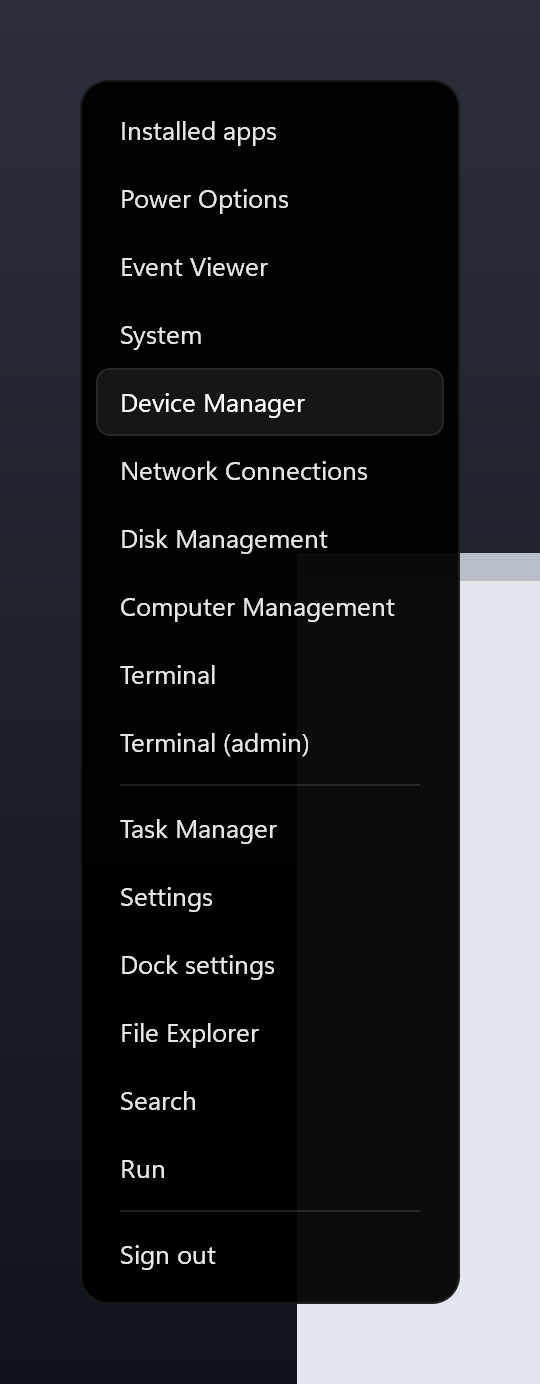 Installed apps
Power Options
Event Viewer
System
Device Manager
Network Connections
Disk Management
Computer Management
Terminal
Terminal (admin)
Task Manager
Settings
Dock settings
File Explorer
Search
Run
Sign out